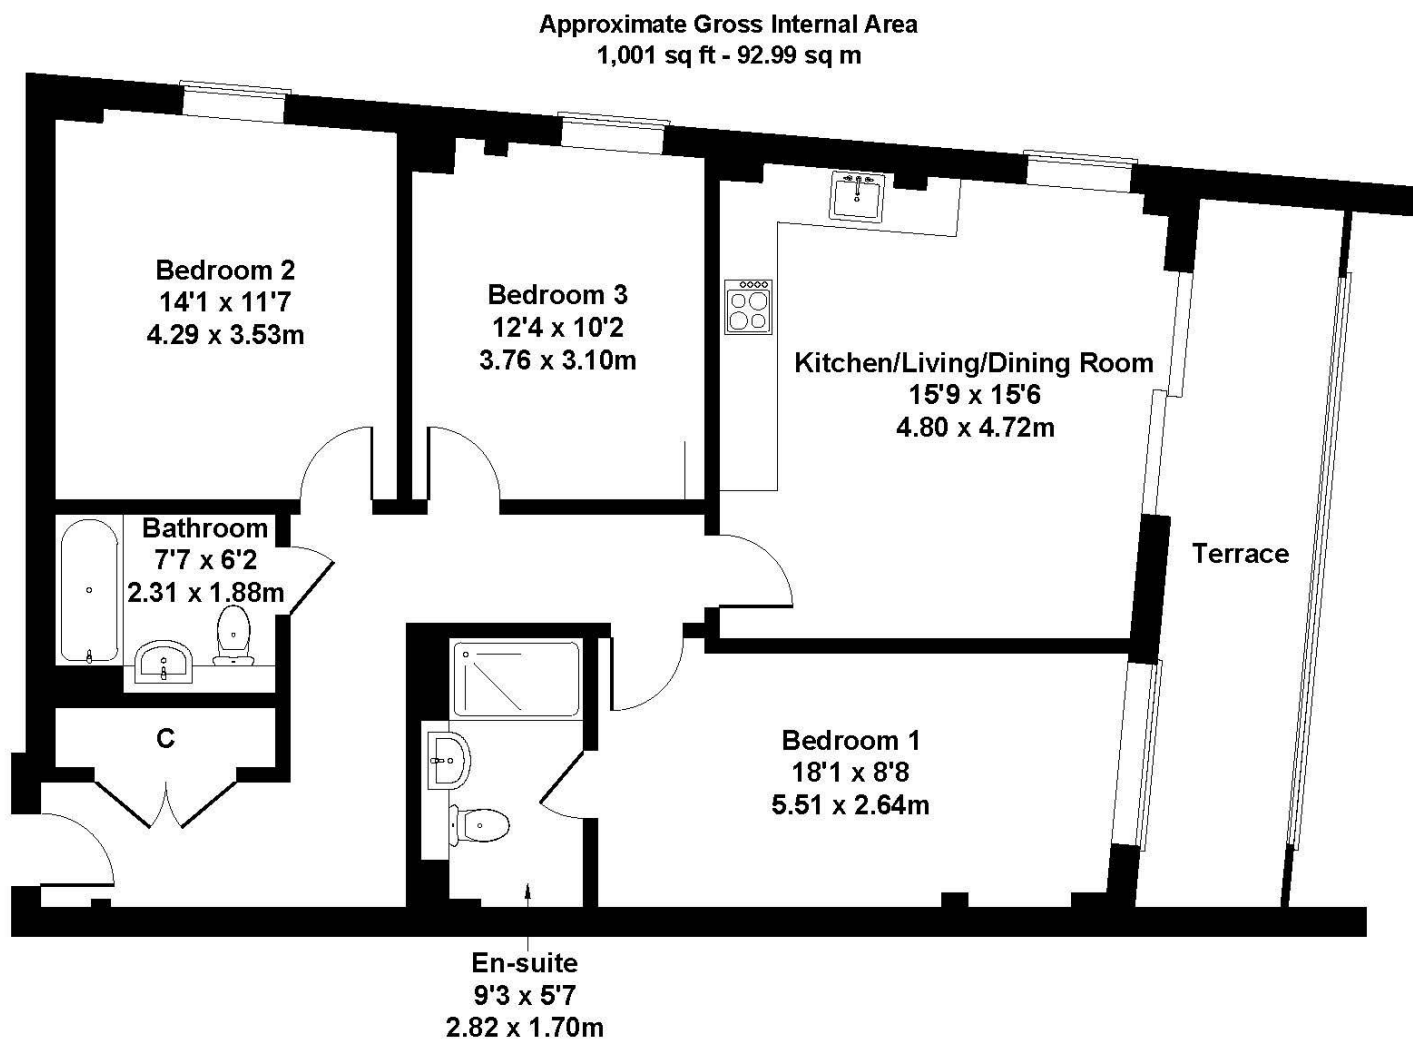 Approximate Gross Internal Area
1,001 sq ft - 92.99 sq m
Bedroom 2
14'1 x 11'7
4.29 x 3.53m
Bedroom 3
12'4 x 10'2
3.76 x 3.10m
Kitchen/Living/Dining Room
15'9 x 15'6
4.80 x 4.72m
Bathroom
7'7 x 6'2
2.31 x 1.88m
Terrace
C
Bedroom 1
18'1 x 8'8
5.51 x 2.64m
En-suite
9'3 x 5'7
2.82 x 1.70m